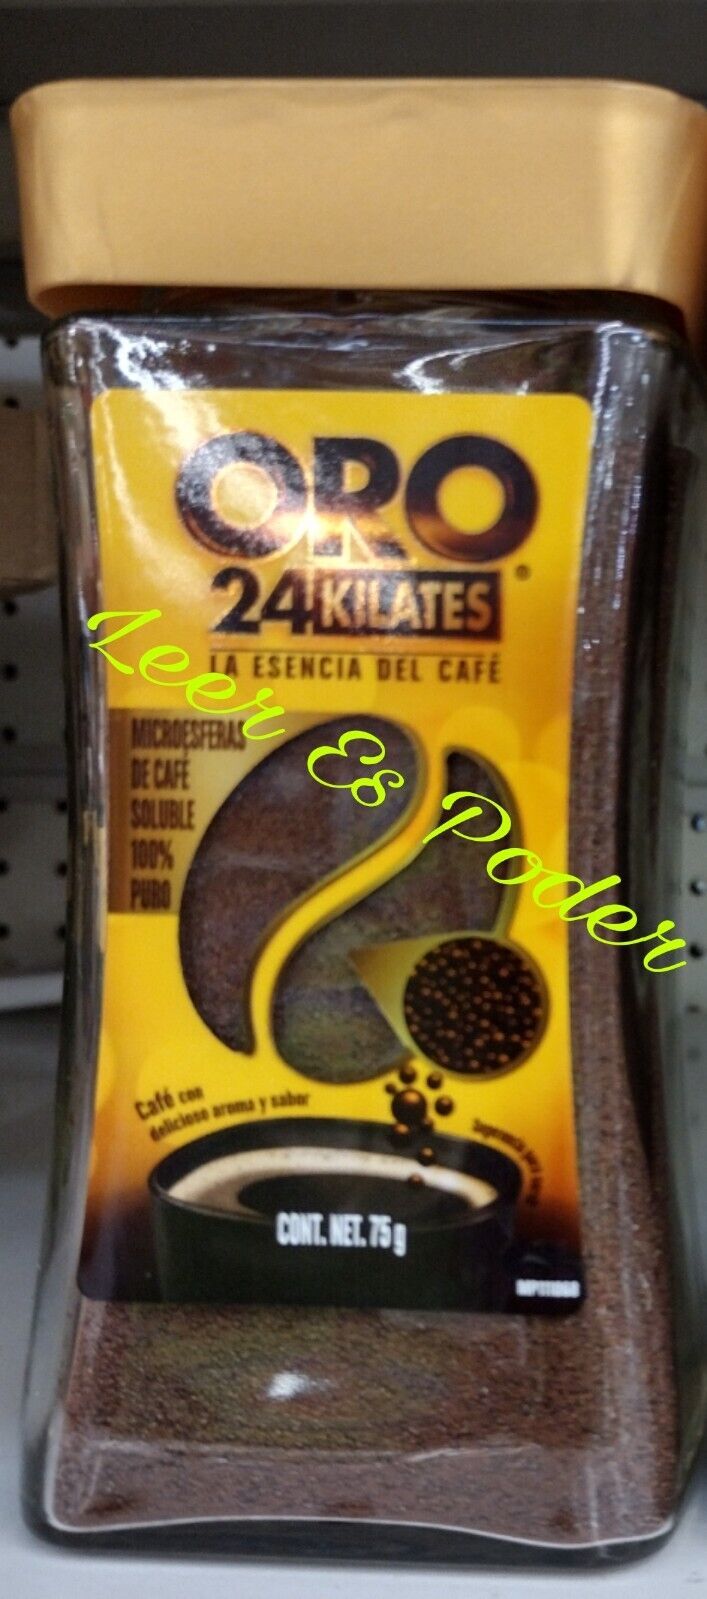 ORO
24 KILATES
®
LA ESENCIA DEL CAFÉ
Leer Es Poder
MICROESFERAS
DE CAFÉ
SOLUBLE
100%
PURO
Café con
delicioso aroma y sabor
CONT. NET. 75 g